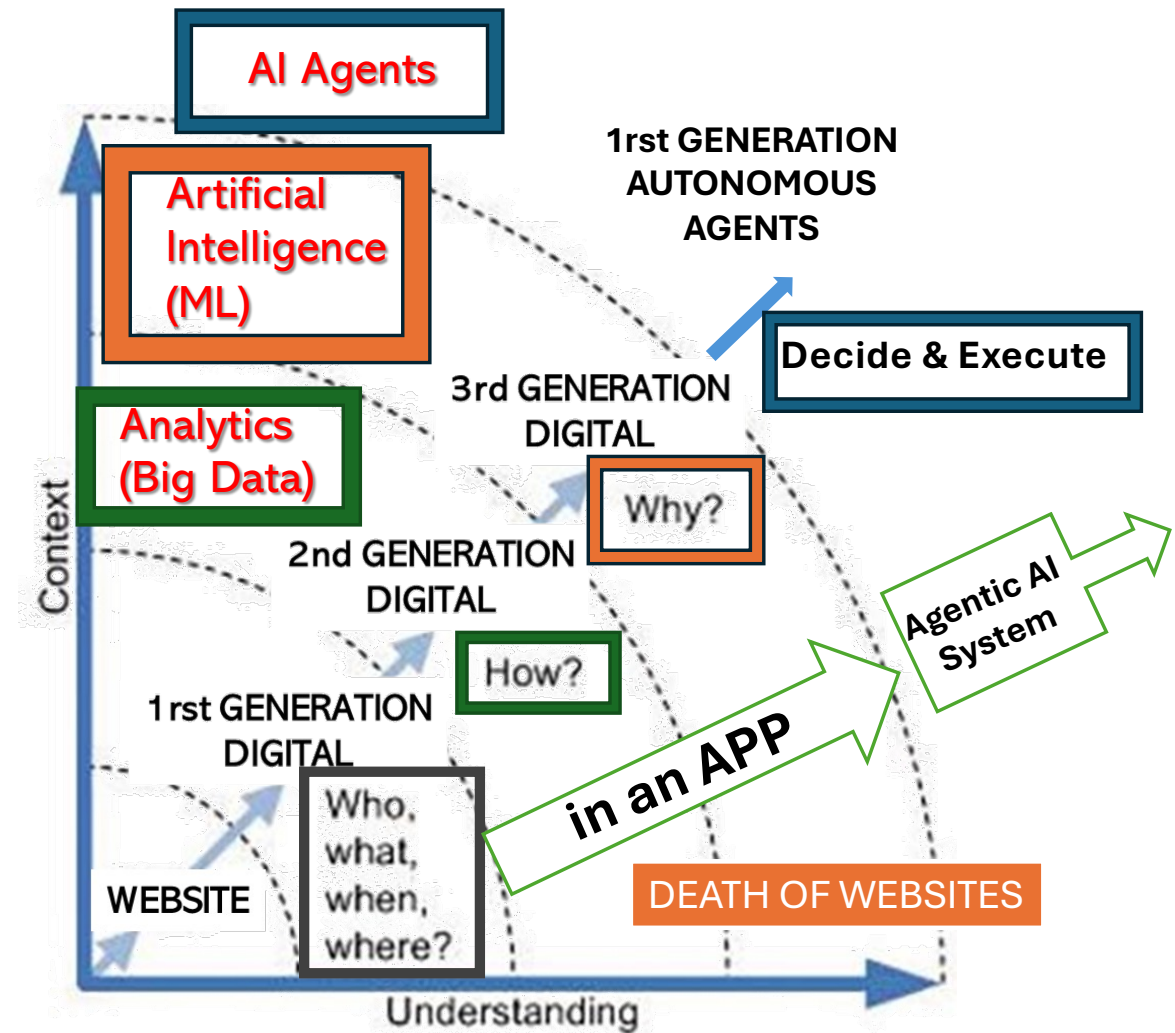 AI Agents
1rst GENERATION
AUTONOMOUS
AGENTS
Artificial
Intelligence
(ML)
Decide & Execute
3rd GENERATION
DIGITAL
Analytics
(Big Data)
Why?
Context
2nd GENERATION
DIGITAL
Agentic AI
System
How?
1rst GENERATION
DIGITAL
in an APP
Who,
what,
when,
where?
WEBSITE
DEATH OF WEBSITES
Understanding